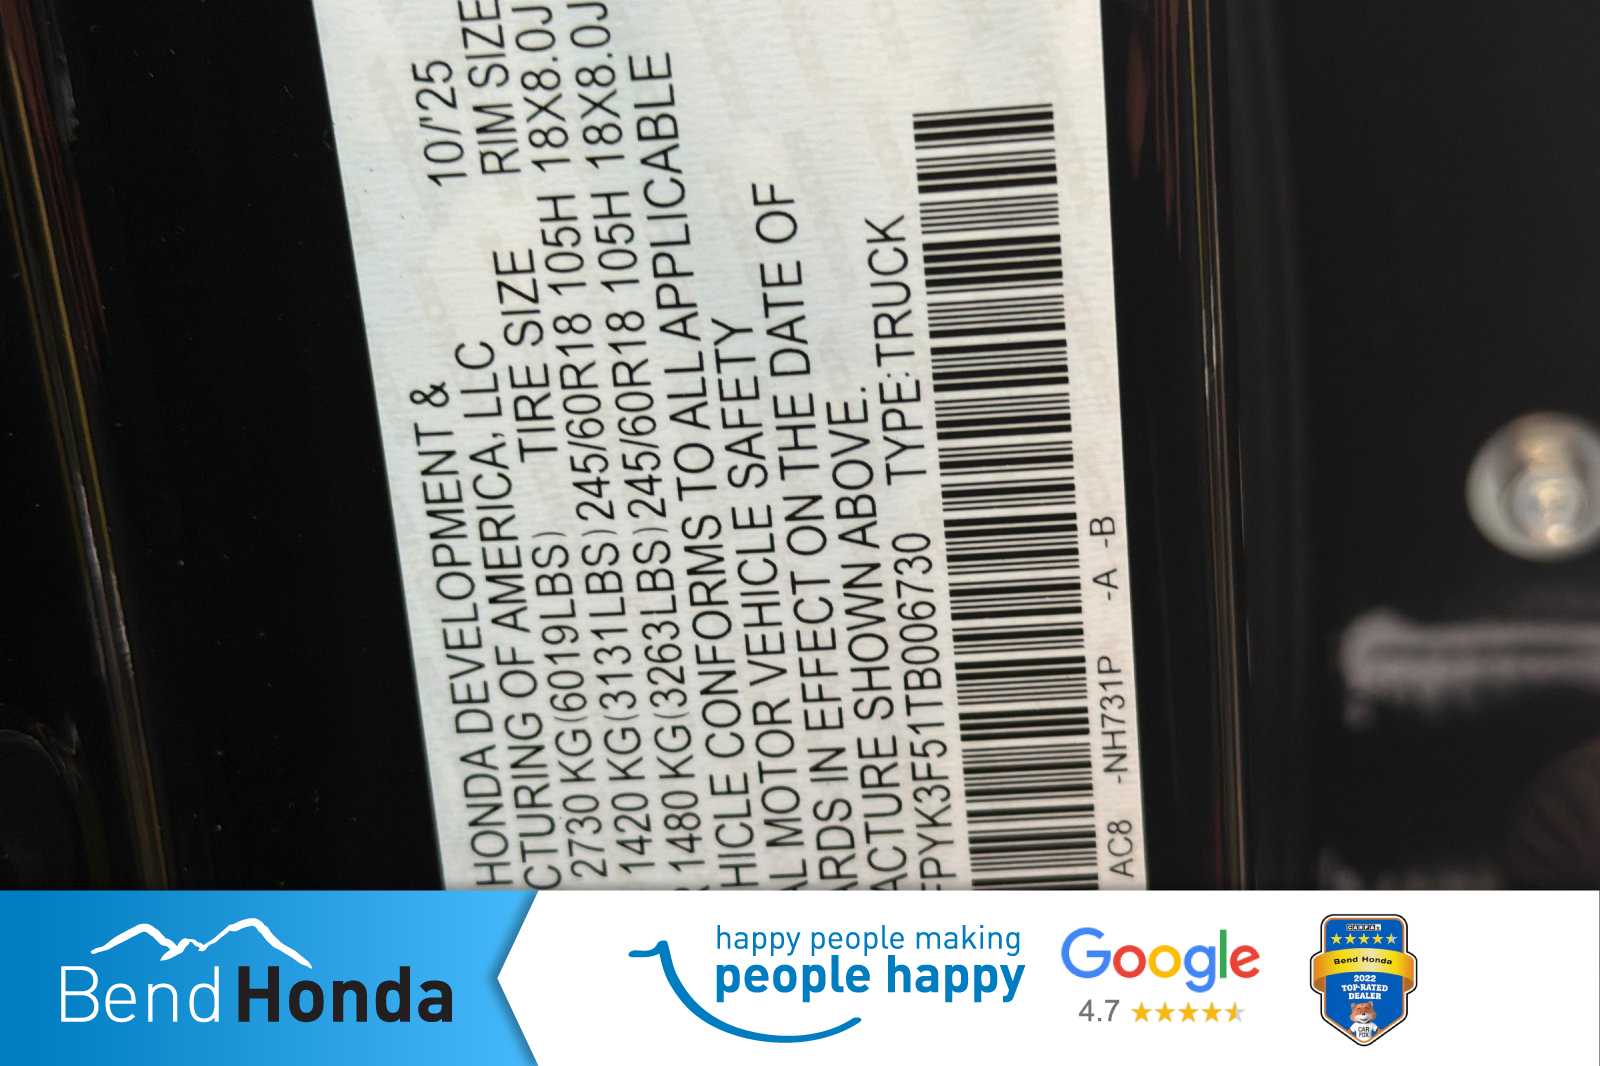 HONDA DEVELOPMENT & 10/'25
CTURING OF AMERICA, LLC RIM SIZE
TIRE SIZE
2730 KG(6019LBS) 245/60R18 105H 18X8.0J
1420 KG(3131LBS) 245/60R18 105H 18X8.0J
1480 KG(3263LBS)
HICLE CONFORMS TO ALL APPLICABLE
AL MOTOR VEHICLE SAFETY
ARDS IN EFFECT ON THE DATE OF
ACTURE SHOWN ABOVE.
FPYK3F51TB006730 TYPE:TRUCK
AC8 -NH731P -A -B
Bend Honda
happy people making
people happy
Google
4.7
CARFAX
Bend Honda
2022
TOP-RATED
DEALER
CAR
FOX